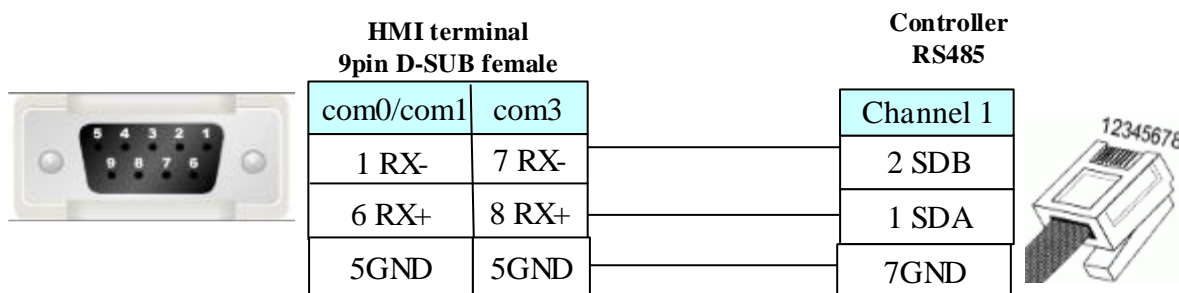 HMI terminal
9pin D-SUB female
Controller
RS485
com0/com1 com3
Channel 1
5 4 3 2 1
9 8 7 6
1 RX- 7 RX-
2 SDB
6 RX+ 8 RX+
1 SDA
5GND 5GND
7GND
12345678